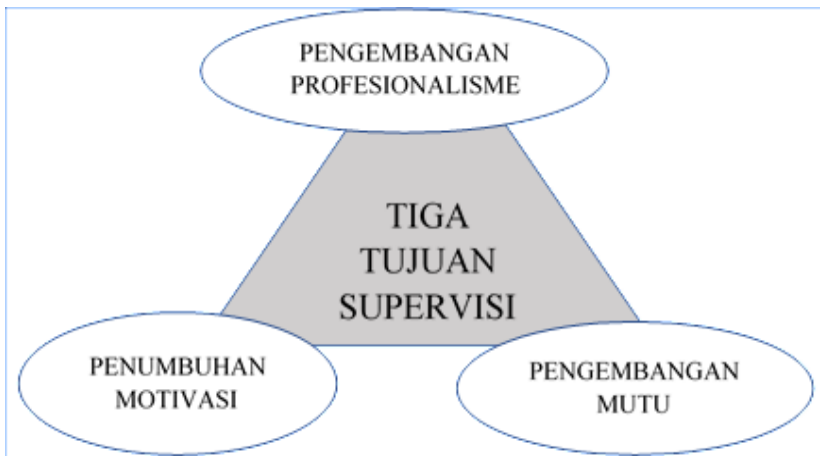 PENGEMBANGAN
PROFESIONALISME
TIGA
TUJUAN
SUPERVISI
PENUMBUHAN
MOTIVASI
PENGEMBANGAN
MUTU